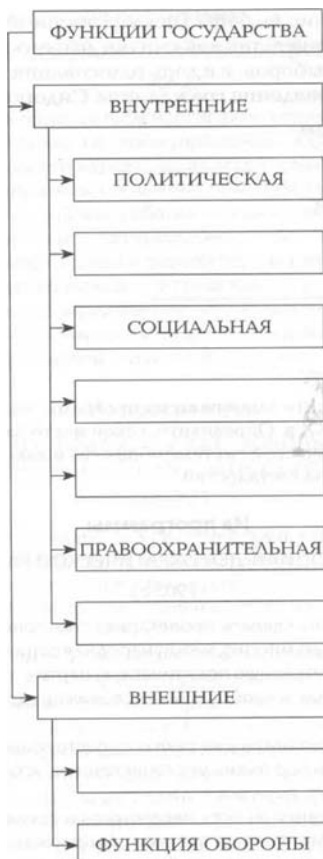 ФУНКЦИИ ГОСУДАРСТВА
ВНУТРЕННИЕ
ПОЛИТИЧЕСКАЯ
СОЦИАЛЬНАЯ
ПРАВООХРАНИТЕЛЬНАЯ
ВНЕШНИЕ
ФУНКЦИЯ ОБОРОНЫ